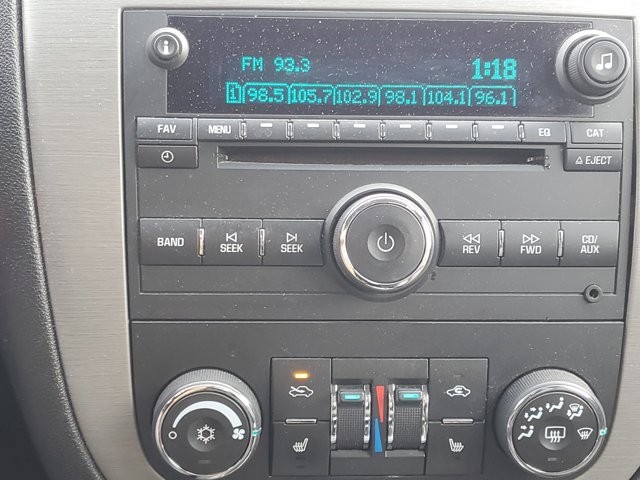 FM 93.3 1:18
1 98.5 105.7 102.9 98.1 104.1 96.1
FAV MENU EQ CAT
EJECT
BAND SEEK SEEK REV FWD CD/
AUX